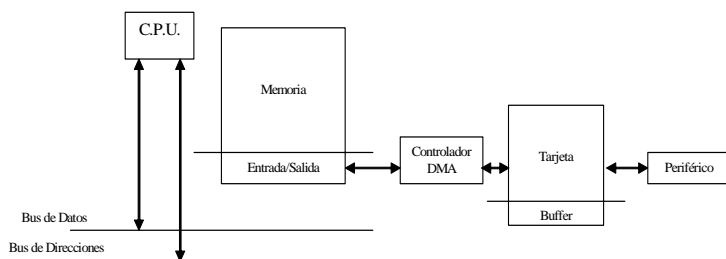 C.P.U.
Memoria
Entrada/Salida
Controlador
DMA
Tarjeta
Buffer
Periférico
Bus de Datos
Bus de Direcciones